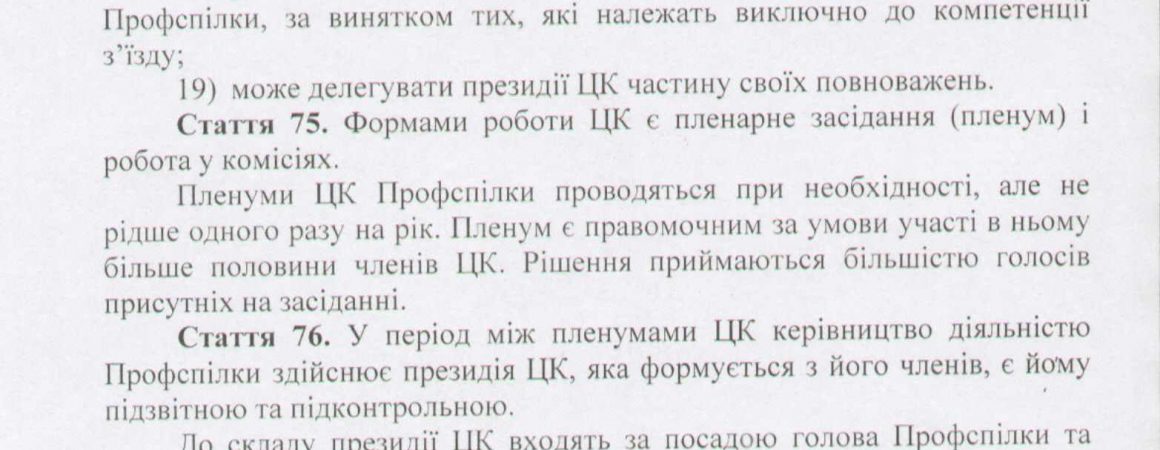 Профспілки, за винятком тих, які належать виключно до компетенції
з’їзду;
19) може делегувати президії ЦК частину своїх повноважень.
Стаття 75. Формами роботи ЦК є пленарне засідання (пленум) і
робота у комісіях.
Пленуми ЦК Профспілки проводяться при необхідності, але не
рідше одного разу на рік. Пленум є правомочним за умови участі в ньому
більше половини членів ЦК. Рішення приймаються більшістю голосів
присутніх на засіданні.
Стаття 76. У період між пленумами ЦК керівництво діяльністю
Профспілки здійснює президія ЦК, яка формується з його членів, є йому
підзвітною та підконтрольною.
До складу президії ЦК входять за посадою голова Профспілки та